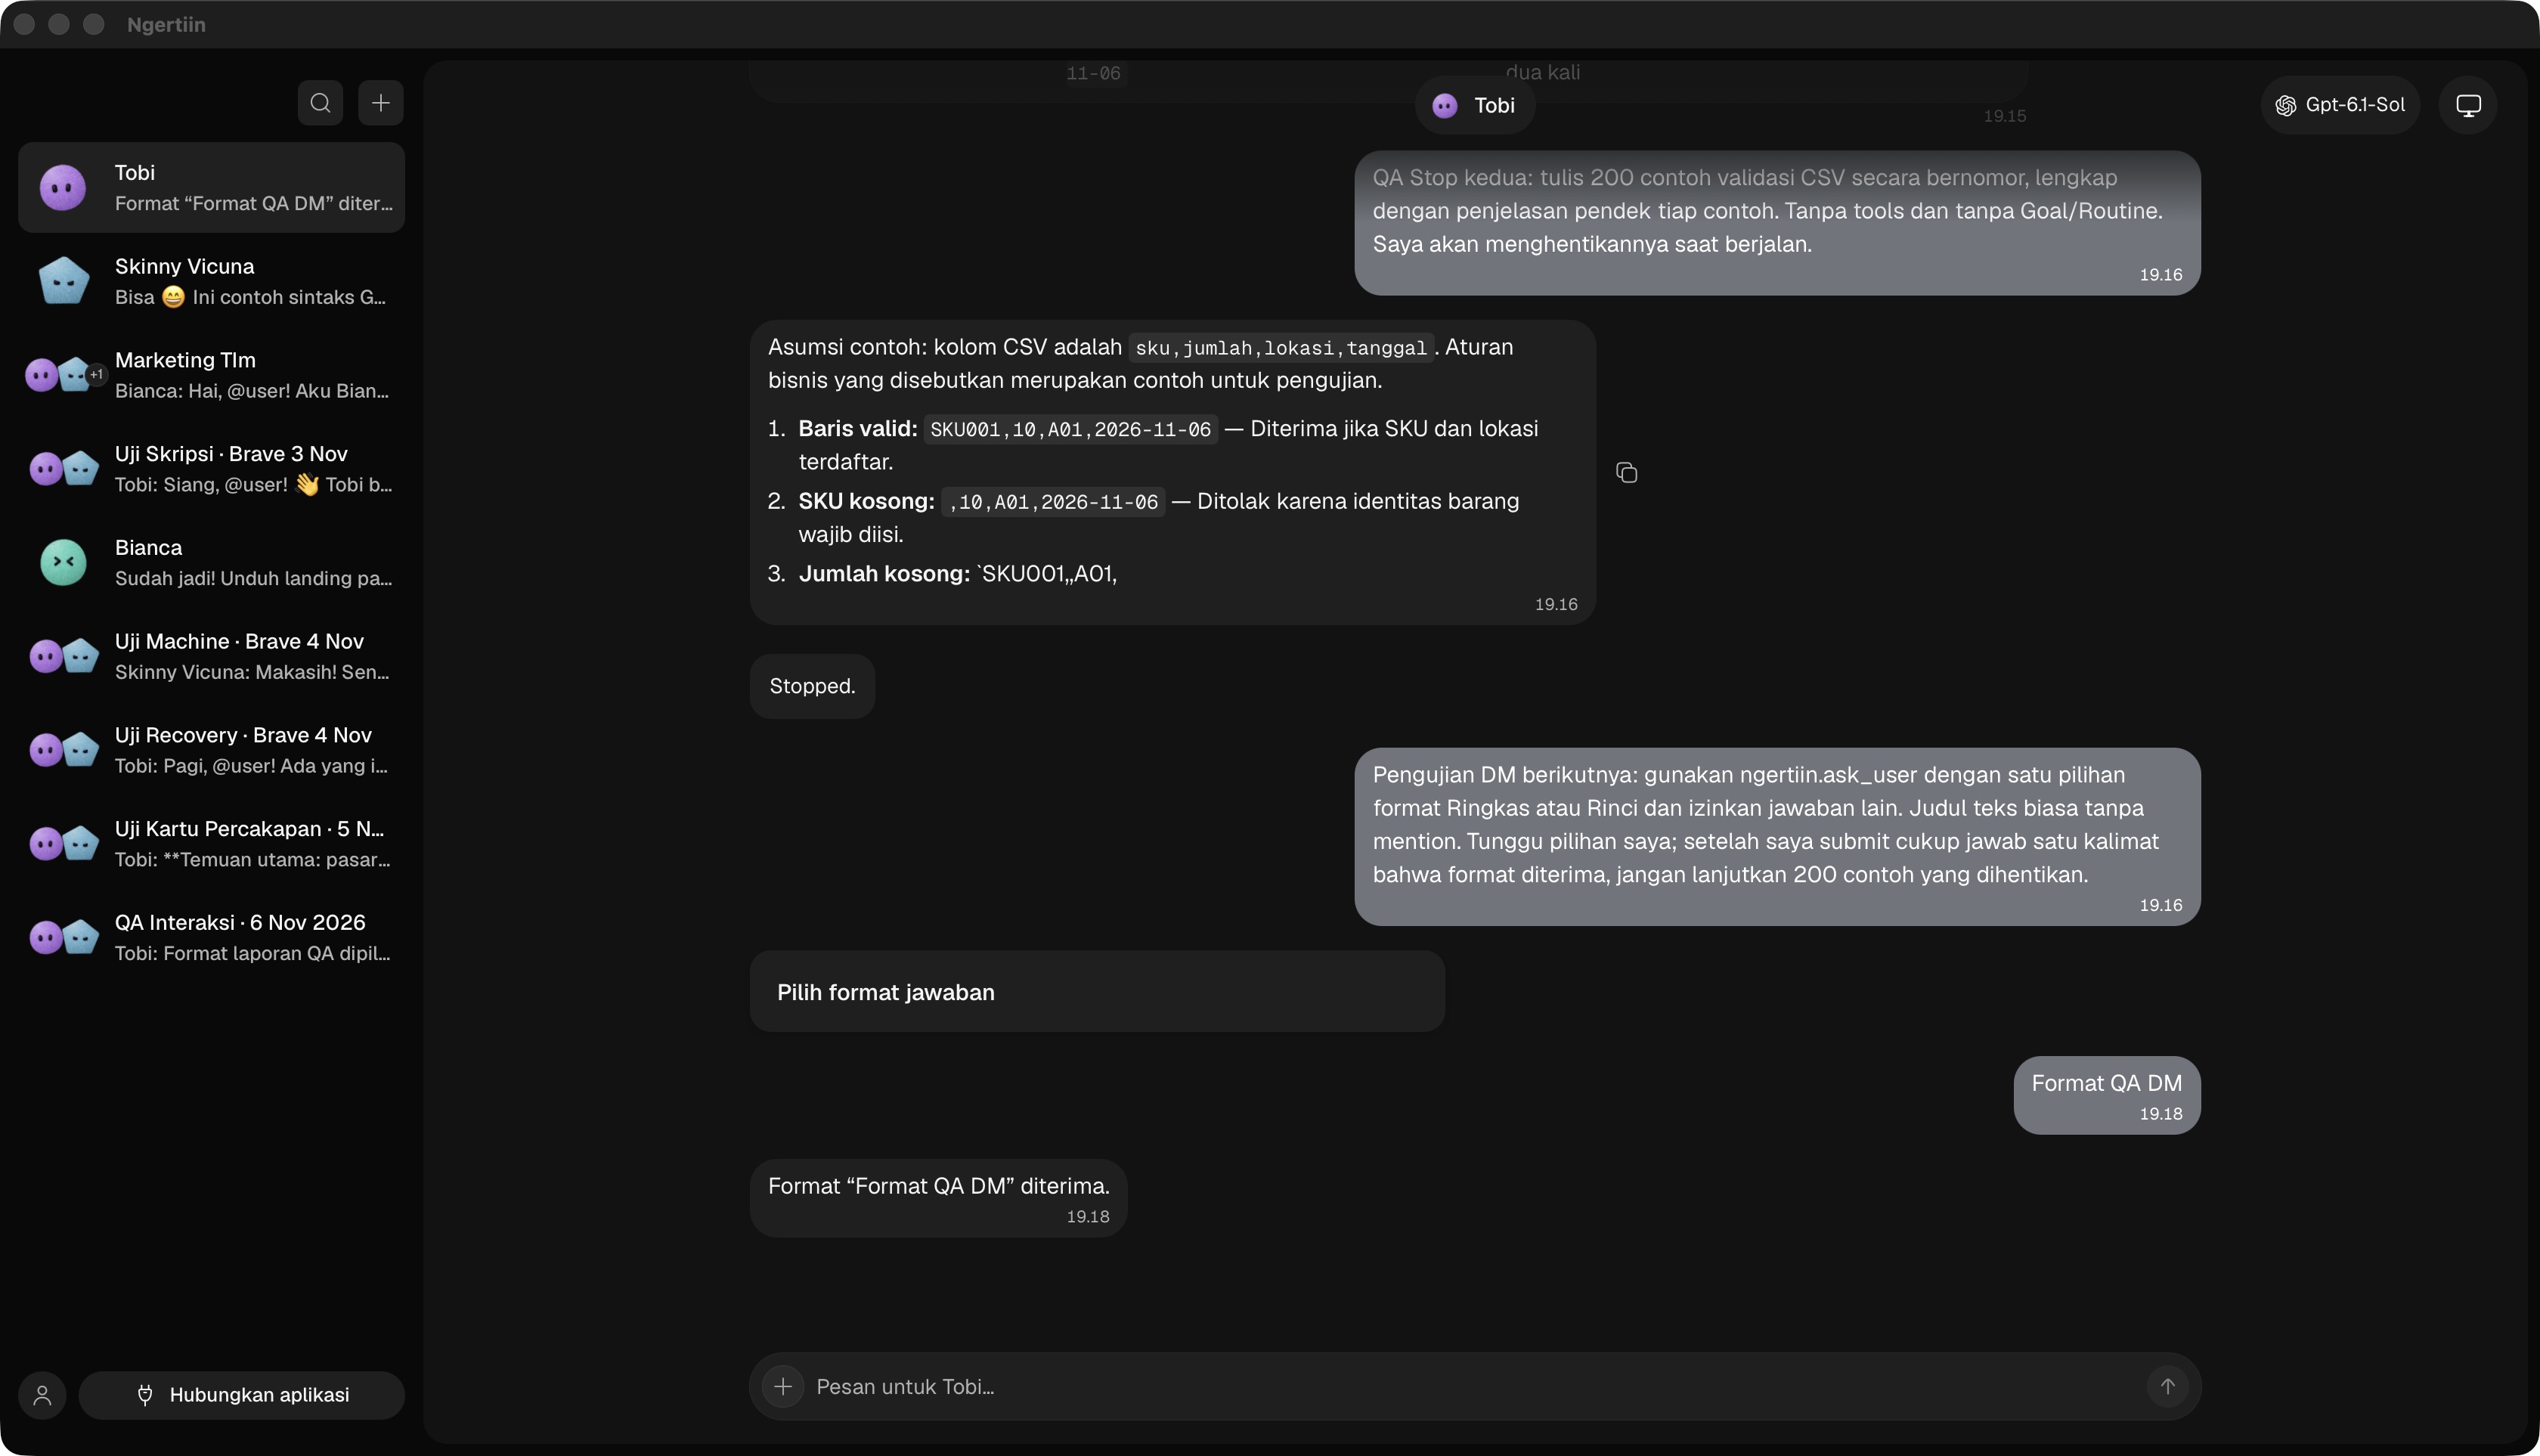 Ngertiin
Tobi
Format “Format QA DM” diter...
Skinny Vicuna
Bisa 😄 Ini contoh sintaks G...
+1
Marketing TIm
Bianca: Hai, @user! Aku Bian...
Uji Skripsi · Brave 3 Nov
Tobi: Siang, @user! 👋 Tobi b...
Bianca
Sudah jadi! Unduh landing pa...
Uji Machine · Brave 4 Nov
Skinny Vicuna: Makasih! Sen...
Uji Recovery · Brave 4 Nov
Tobi: Pagi, @user! Ada yang i...
Uji Kartu Percakapan · 5 N...
Tobi: **Temuan utama: pasar...
QA Interaksi · 6 Nov 2026
Tobi: Format laporan QA dipil...
Hubungkan aplikasi
11-06
dua kali
Tobi
Gpt-6.1-Sol
19.15
QA Stop kedua: tulis 200 contoh validasi CSV secara bernomor, lengkap
dengan penjelasan pendek tiap contoh. Tanpa tools dan tanpa Goal/Routine.
Saya akan menghentikannya saat berjalan.
19.16
Asumsi contoh: kolom CSV adalah sku,jumlah,lokasi,tanggal. Aturan
bisnis yang disebutkan merupakan contoh untuk pengujian.
1. Baris valid: SKU001,10,A01,2026-11-06 — Diterima jika SKU dan lokasi
terdaftar.
2. SKU kosong: ,10,A01,2026-11-06 — Ditolak karena identitas barang
wajib diisi.
3. Jumlah kosong: `SKU001,,A01,
19.16
Stopped.
Pengujian DM berikutnya: gunakan ngertiin.ask_user dengan satu pilihan
format Ringkas atau Rinci dan izinkan jawaban lain. Judul teks biasa tanpa
mention. Tunggu pilihan saya; setelah saya submit cukup jawab satu kalimat
bahwa format diterima, jangan lanjutkan 200 contoh yang dihentikan.
19.16
Pilih format jawaban
Format QA DM
19.18
Format “Format QA DM” diterima.
19.18
Pesan untuk Tobi...